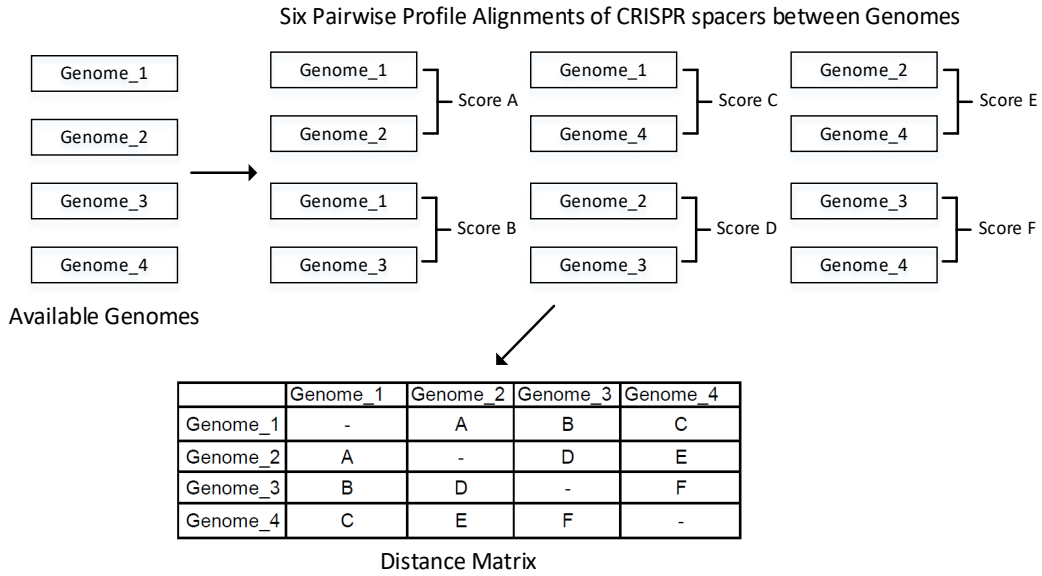 Six Pairwise Profile Alignments of CRISPR spacers between Genomes
Genome_1
Genome_2
Genome_3
Genome_4
Available Genomes
Genome_1
Genome_2
Score A
Genome_1
Genome_4
Score C
Genome_2
Genome_4
Score E
Genome_1
Genome_3
Score B
Genome_2
Genome_3
Score D
Genome_3
Genome_4
Score F
Genome_1 Genome_2 Genome_3 Genome_4
Genome_1 - A B C
Genome_2 A - D E
Genome_3 B D - F
Genome_4 C E F -
Distance Matrix